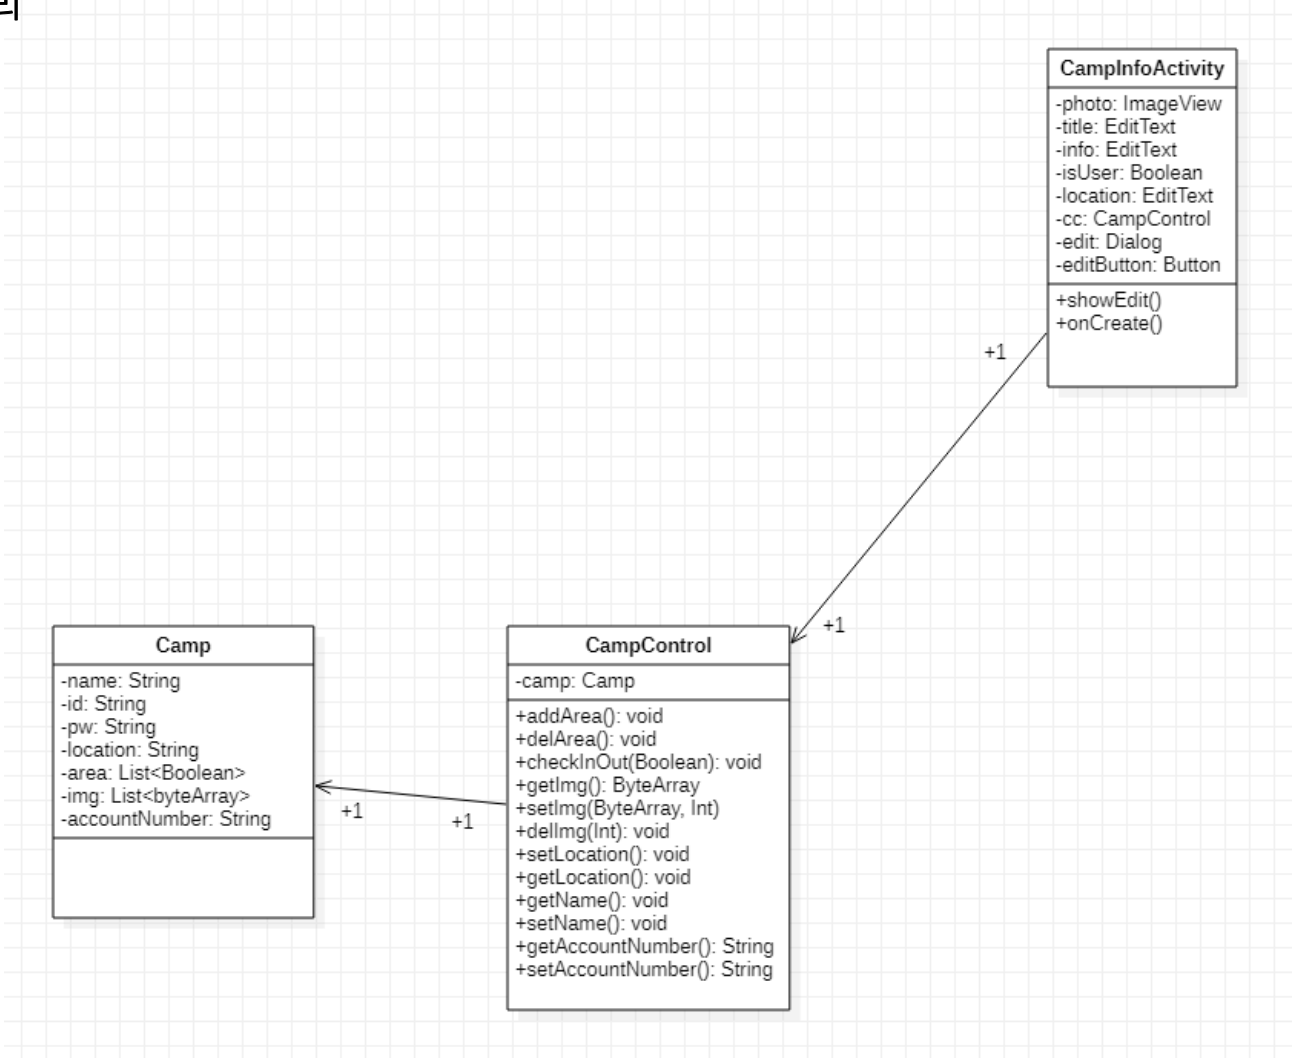 CampInfoActivity
-photo: ImageView
-title: EditText
-info: EditText
-isUser: Boolean
-location: EditText
-cc: CampControl
-edit: Dialog
-editButton: Button
+showEdit()
+onCreate()
+1
+1
Camp
-name: String
-id: String
-pw: String
-location: String
-area: List<Boolean>
-img: List<byteArray>
-accountNumber: String
+1
+1
CampControl
-camp: Camp
+addArea(): void
+delArea(): void
+checkInOut(Boolean): void
+getImg(): ByteArray
+setImg(ByteArray, Int)
+delImg(Int): void
+setLocation(): void
+getLocation(): void
+getName(): void
+setName(): void
+getAccountNumber(): String
+setAccountNumber(): String